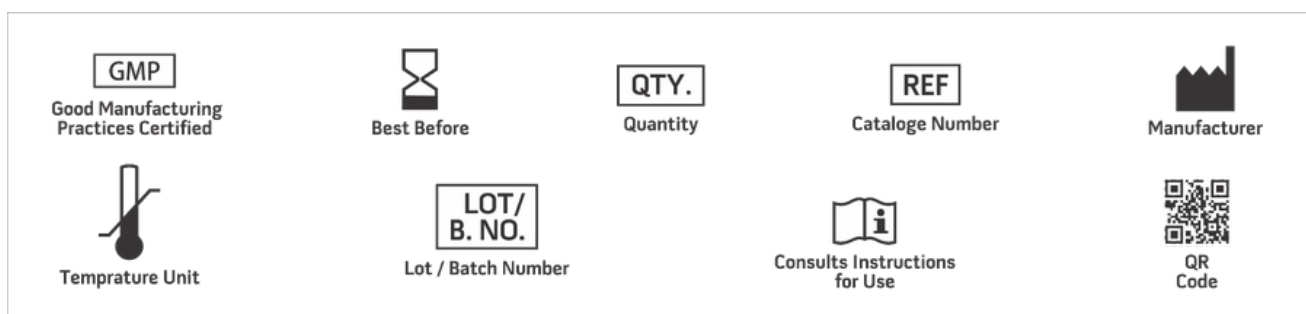 GMP
Good Manufacturing
Practices Certified
Best Before
QTY.
Quantity
REF
Cataloge Number
Manufacturer
Temprature Unit
LOT/
B. NO.
Lot / Batch Number
i
Consults Instructions
for Use
QR
Code